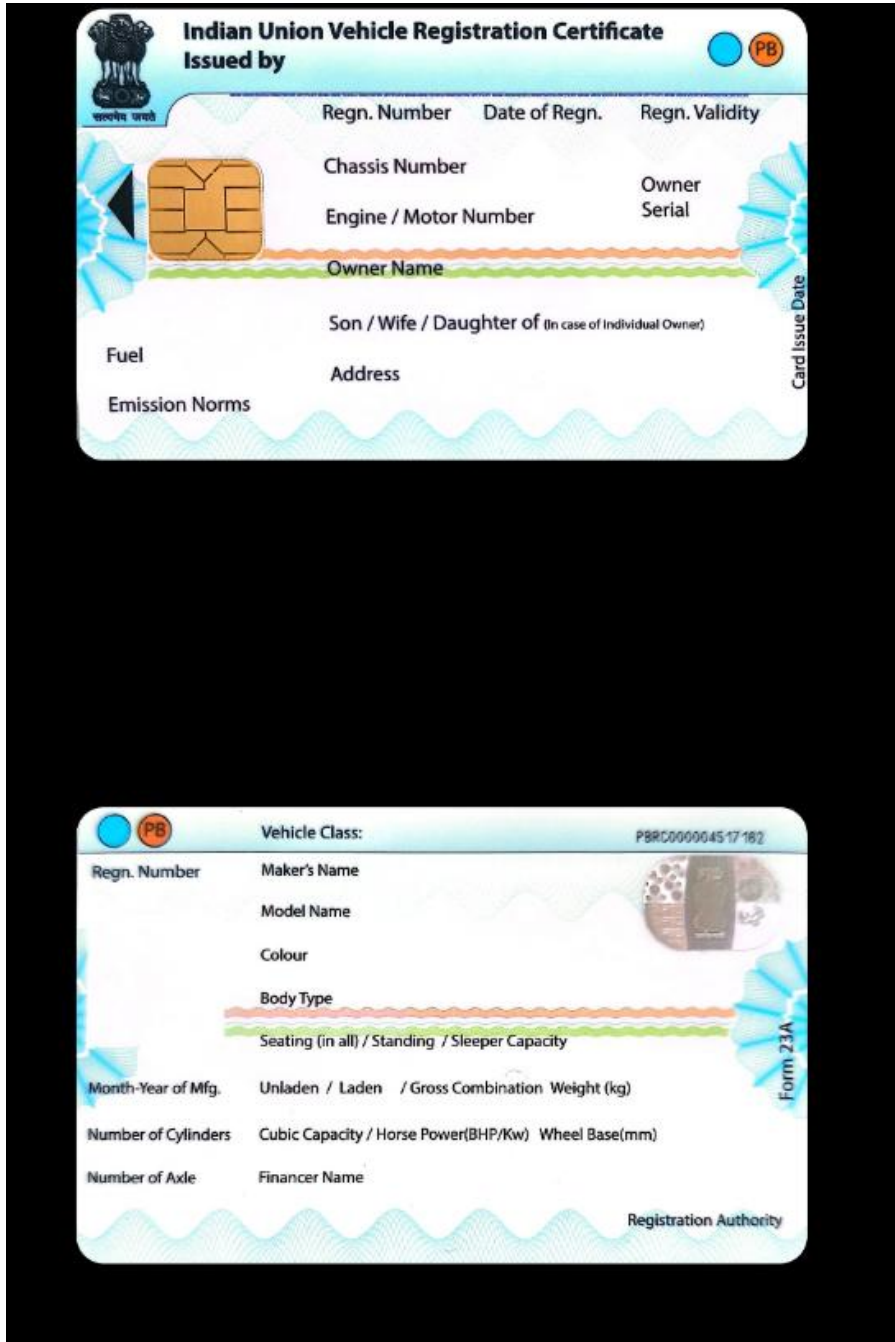 Indian Union Vehicle Registration Certificate
Issued by
PB
सत्यमेव जयते
Regn. Number Date of Regn. Regn. Validity
Chassis Number
Owner
Serial
Engine / Motor Number
Owner Name
Son / Wife / Daughter of (In case of Individual Owner)
Fuel
Address
Emission Norms
Card Issue Date
PB
Vehicle Class:
PBRC000004517162
Regn. Number
Maker's Name
Model Name
Colour
Body Type
Seating (in all) / Standing / Sleeper Capacity
Form 23A
Month-Year of Mfg.
Unladen / Laden / Gross Combination Weight (kg)
Number of Cylinders
Cubic Capacity / Horse Power(BHP/Kw) Wheel Base(mm)
Number of Axle
Financer Name
Registration Authority